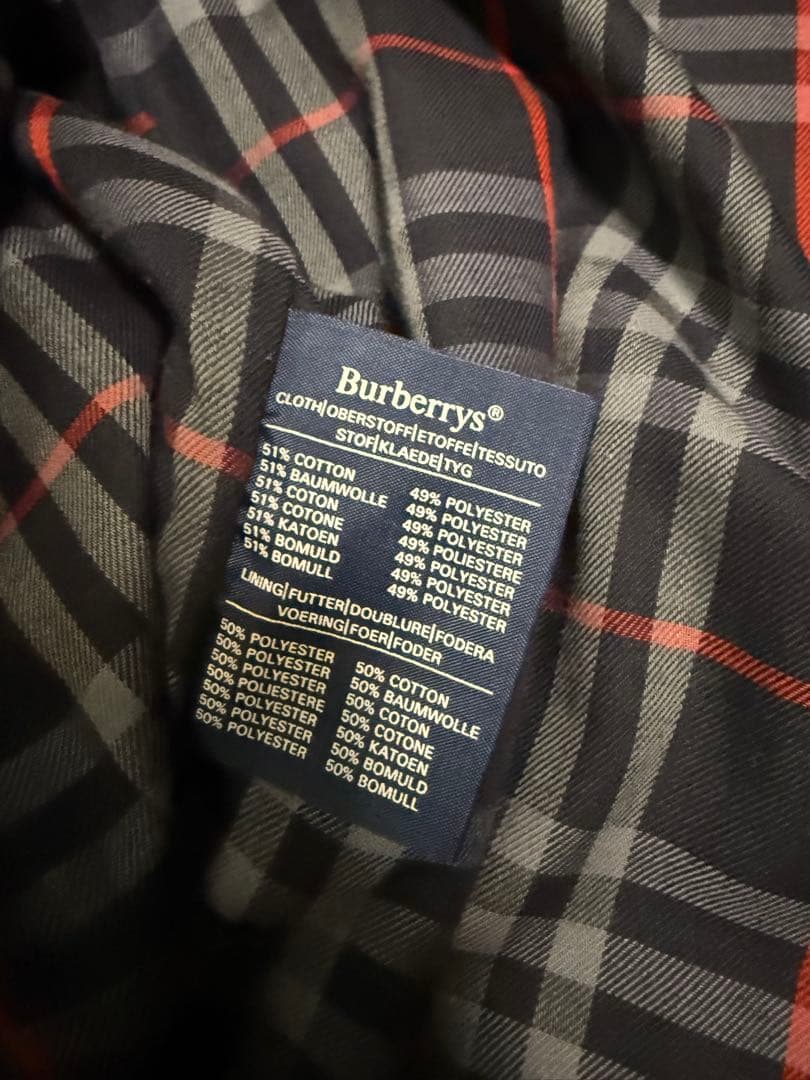 Burberrys®
CLOTH|OBERSTOFF|ETOFFE|TESSUTO
STOF|KLAEDE|TYG
51% COTTON 49% POLYESTER
51% BAUMWOLLE 49% POLYESTER
51% COTON 49% POLYESTER
51% COTONE 49% POLIESTERE
51% KATOEN 49% POLYESTER
51% BOMULD 49% POLYESTER
51% BOMULL 49% POLYESTER
LINING|FUTTER|DOUBLURE|FODERA
VOERING|FOER|FODER
50% POLYESTER 50% COTTON
50% POLYESTER 50% BAUMWOLLE
50% POLYESTER 50% COTON
50% POLIESTERE 50% COTONE
50% POLYESTER 50% KATOEN
50% POLYESTER 50% BOMULD
50% POLYESTER 50% BOMULL